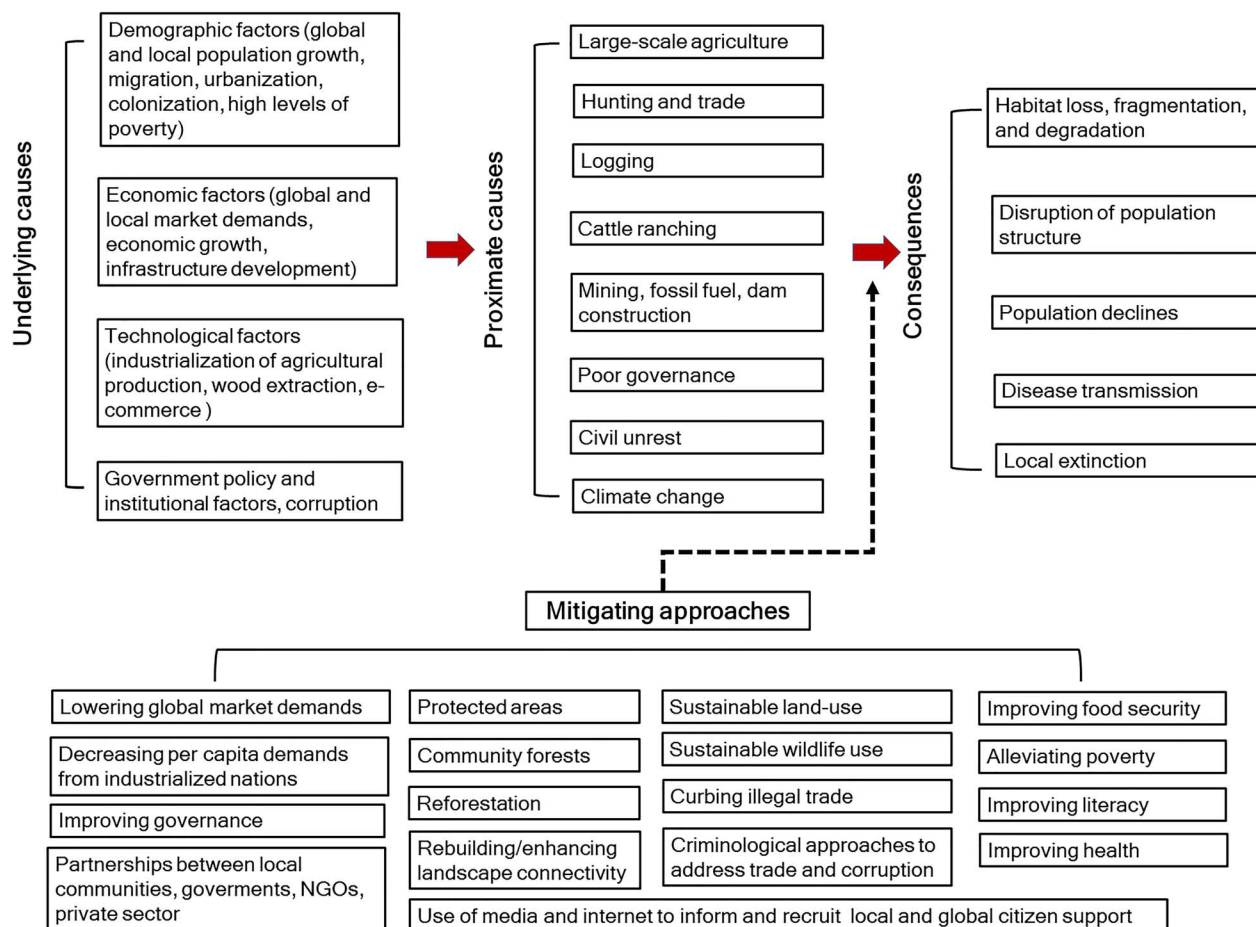 Underlying causes
Demographic factors (global
and local population growth,
migration, urbanization,
colonization, high levels of
poverty)
Economic factors (global and
local market demands,
economic growth,
infrastructure development)
Technological factors
(industrialization of agricultural
production, wood extraction, e-
commerce )
Government policy and
institutional factors, corruption
Proximate causes
Large-scale agriculture
Hunting and trade
Logging
Cattle ranching
Mining, fossil fuel, dam
construction
Poor governance
Civil unrest
Climate change
Consequences
Habitat loss, fragmentation,
and degradation
Disruption of population
structure
Population declines
Disease transmission
Local extinction
Mitigating approaches
Lowering global market demands
Decreasing per capita demands
from industrialized nations
Improving governance
Partnerships between local
communities, goverments, NGOs,
private sector
Protected areas
Community forests
Reforestation
Rebuilding/enhancing
landscape connectivity
Sustainable land-use
Sustainable wildlife use
Curbing illegal trade
Criminological approaches to
address trade and corruption
Improving food security
Alleviating poverty
Improving literacy
Improving health
Use of media and internet to inform and recruit local and global citizen support